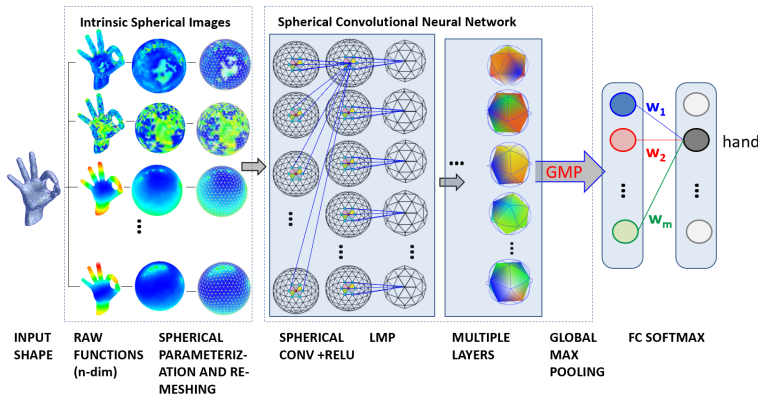 Intrinsic Spherical Images
Spherical Convolutional Neural Network
GMP
w1
w2
wm
hand
INPUT
SHAPE
RAW
FUNCTIONS
(n-dim)
SPHERICAL
PARAMETERIZ-
ATION AND RE-
MESHING
SPHERICAL
CONV +RELU
LMP
MULTIPLE
LAYERS
GLOBAL
MAX
POOLING
FC SOFTMAX